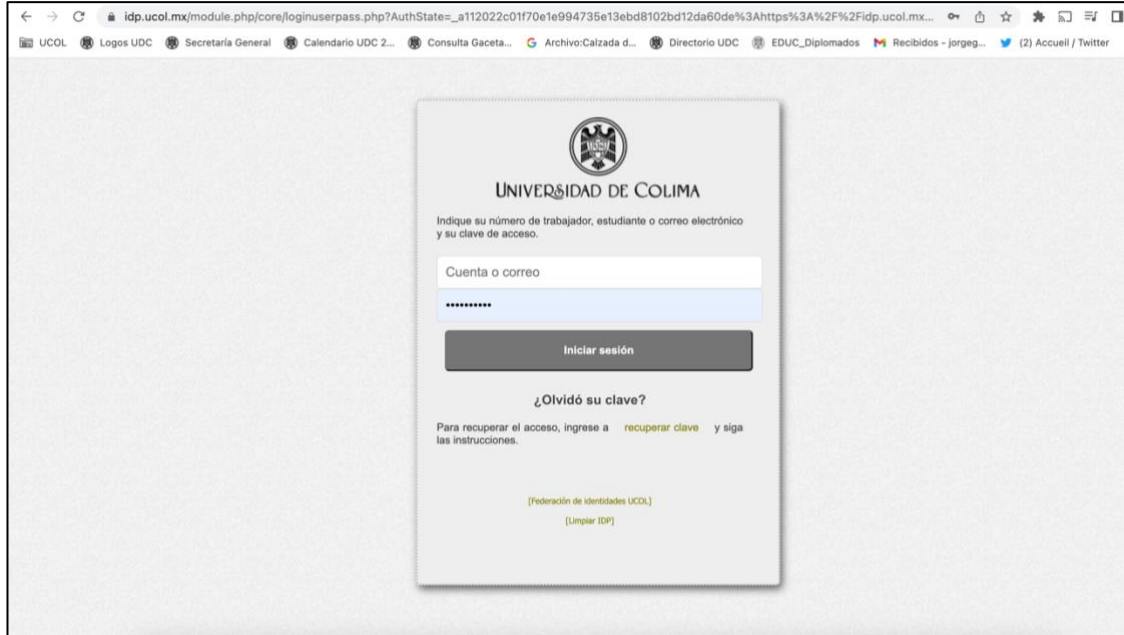 idp.ucol.mx/module.php/core/loginuserpass.php?AuthState=_a112022c01f70e1e994735e13ebd8102bd12da60de%3Ahttps%3A%2F%2Fidp.ucol.mx...
UCOL Logos UDC Secretaría General Calendario UDC 2... Consulta Gaceta... Archivo:Calzada d... Directorio UDC EDUC_Diplomados Recibidos - jorgeg... (2) Accueil / Twitter
UNIVERSIDAD DE COLIMA
Indique su número de trabajador, estudiante o correo electrónico
y su clave de acceso.
Cuenta o correo
••••••••••
Iniciar sesión
¿Olvidó su clave?
Para recuperar el acceso, ingrese a recuperar clave y siga
las instrucciones.
[Federación de identidades UCOL]
[Limpiar IDP]